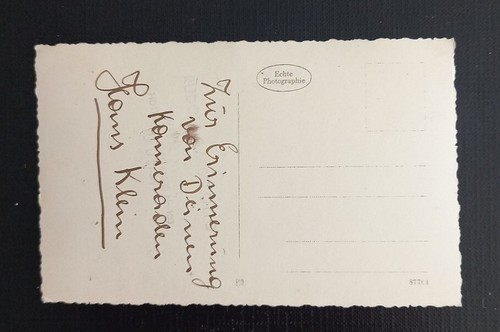 Zur Erinnerung
von Deinem
Kameraden
Hans Klein
Echte
Photographie